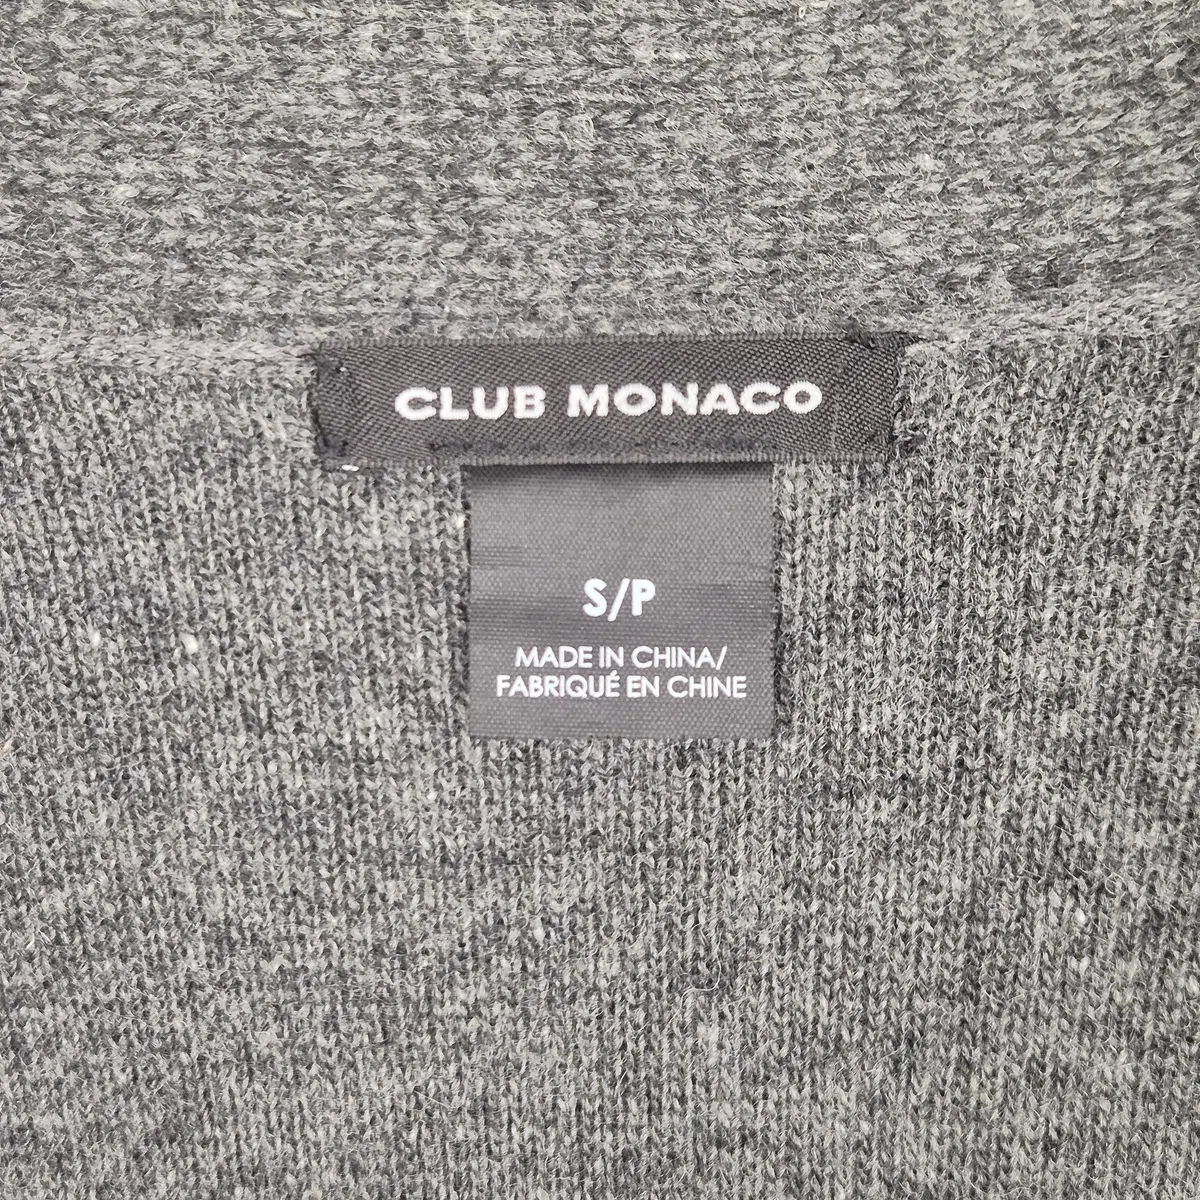 CLUB MONACO
S/P
MADE IN CHINA/
FABRIQUÉ EN CHINE